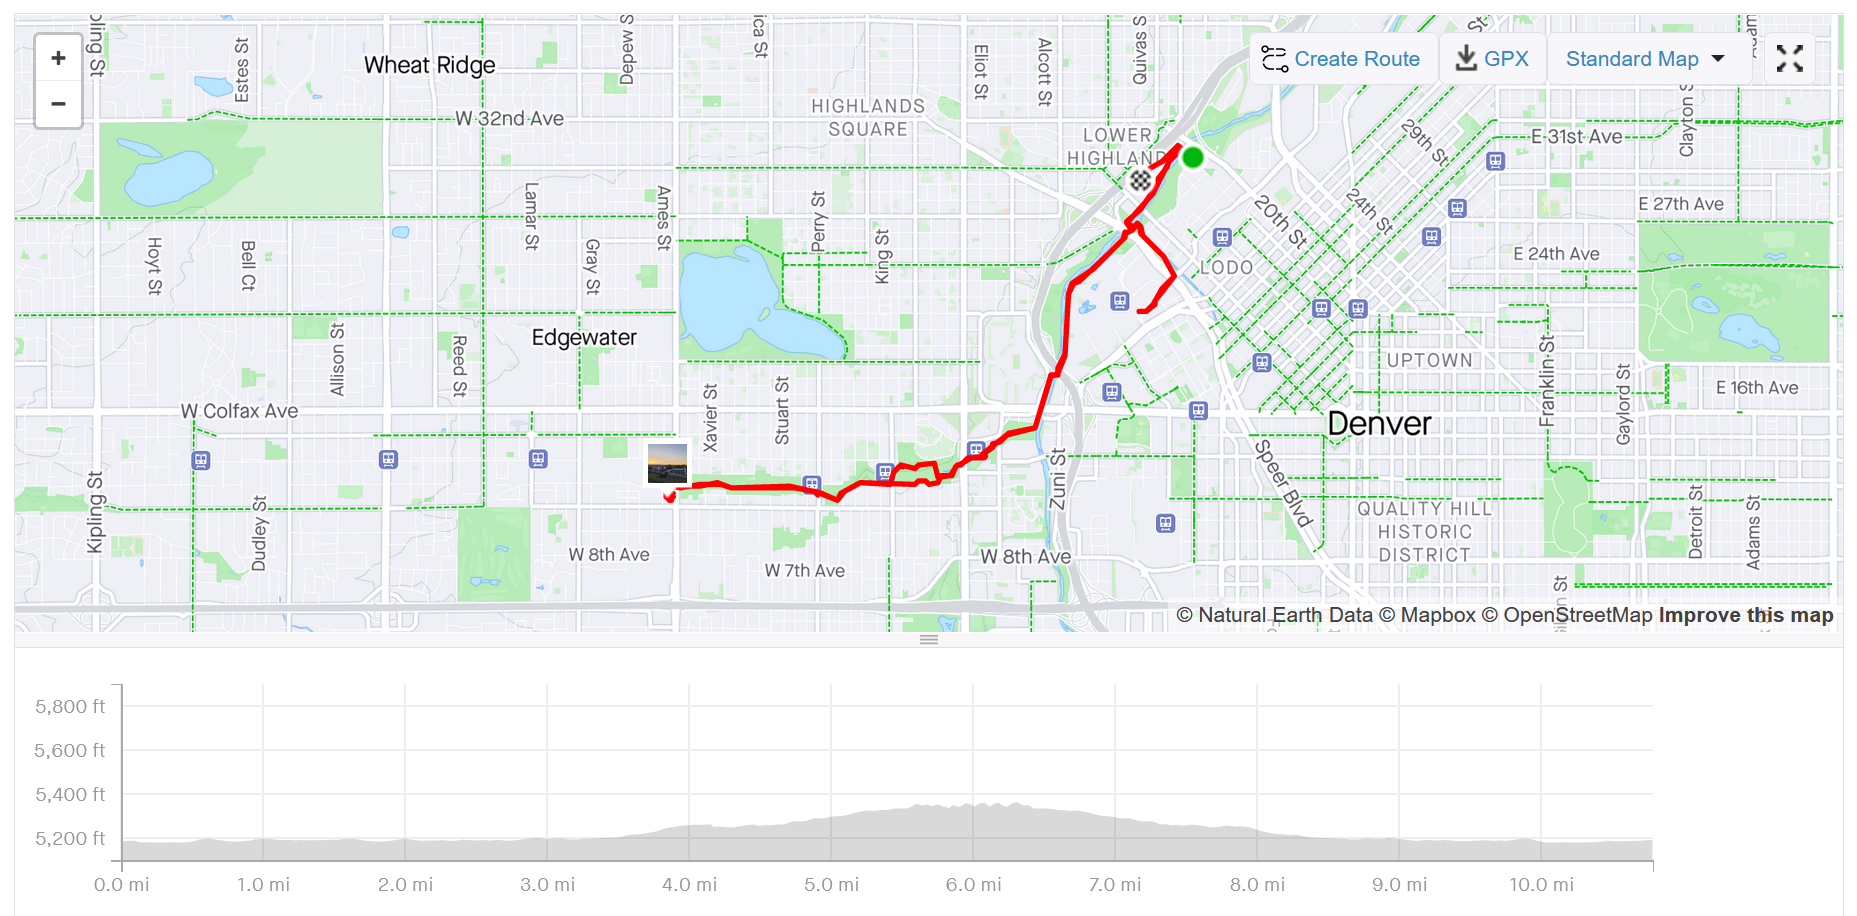 +
−
Create Route
GPX
Standard Map
Wheat Ridge
Estes St
W 32nd Ave
HIGHLANDS
SQUARE
Eliot St
Alcott St
LOWER
HIGHLAND
29th St
E 31st Ave
24th St
20th St
E 27th Ave
E 24th Ave
LODO
Hoyt St
Bell Ct
Lamar St
Gray St
Ames St
Perry St
King St
Edgewater
Allison St
Reed St
Xavier St
Stuart St
W Colfax Ave
UPTOWN
Franklin St
Gaylord St
E 16th Ave
Denver
Kipling St
Dudley St
Zuni St
Speer Blvd
W 8th Ave
W 7th Ave
W 8th Ave
QUALITY HILL
HISTORIC
DISTRICT
Detroit St
Adams St
© Natural Earth Data © Mapbox © OpenStreetMap Improve this map
5,800 ft
5,600 ft
5,400 ft
5,200 ft
0.0 mi 1.0 mi 2.0 mi 3.0 mi 4.0 mi 5.0 mi 6.0 mi 7.0 mi 8.0 mi 9.0 mi 10.0 mi